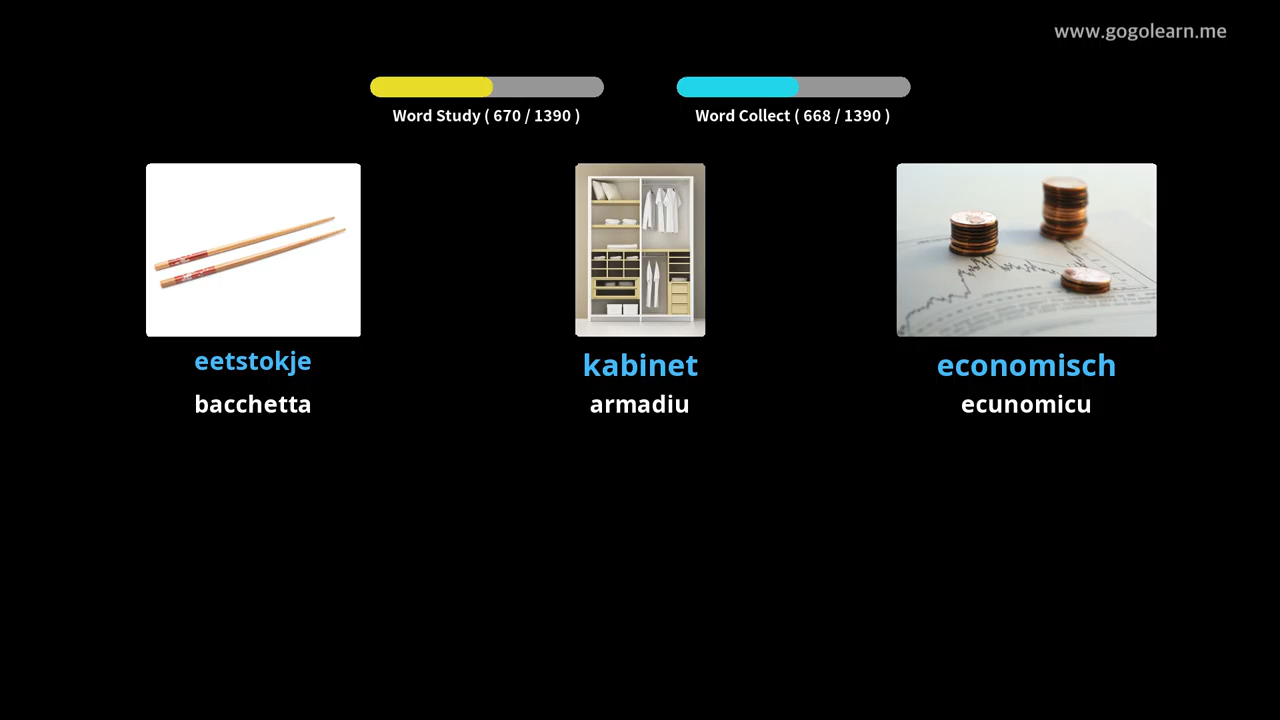 www.gogolearn.me
Word Study ( 670 / 1390 )
Word Collect ( 668 / 1390 )
eetstokje
kabinet
economisch
bacchetta
armadiu
ecunomicu